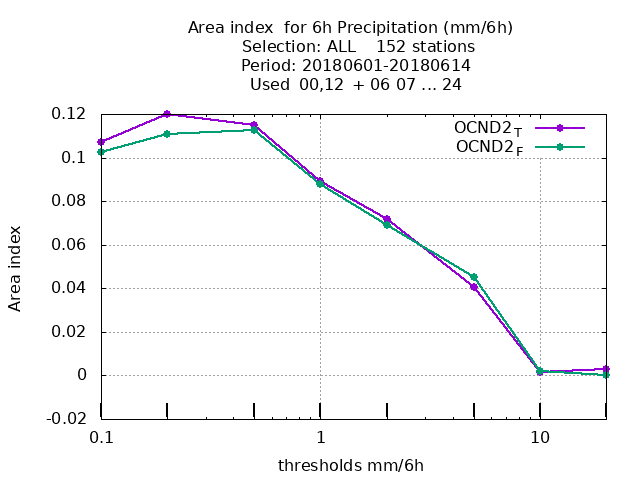 Area index  for 6h Precipitation (mm/6h)
Selection: ALL    152 stations
Period: 20180601-20180614
Used  00,12  + 06 07 ... 24
OCND2T
OCND2F
0.12
0.1
0.08
0.06
0.04
0.02
0
-0.02
Area index
0.1 1 10
thresholds mm/6h